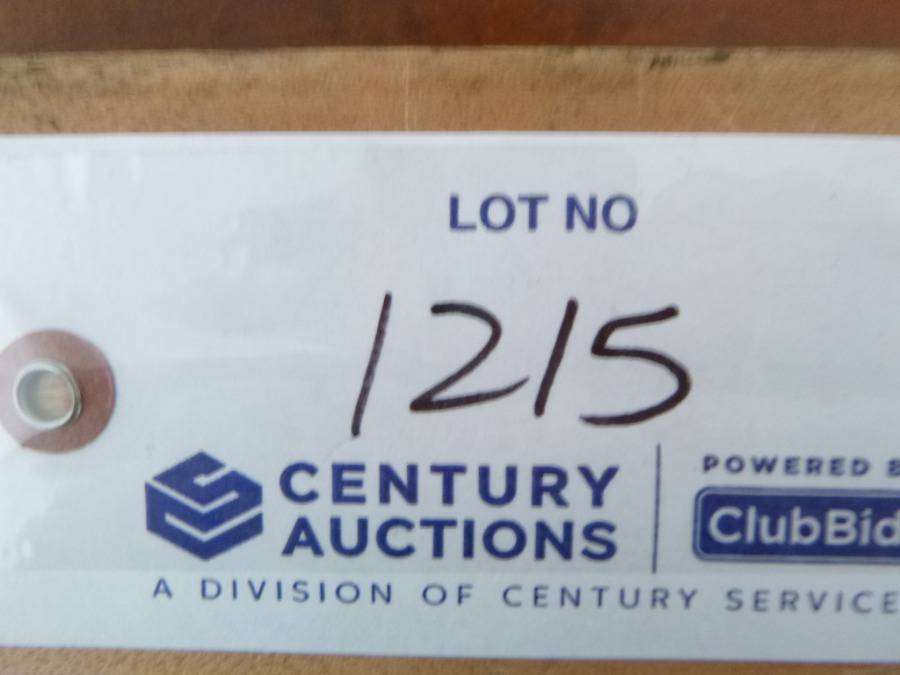 LOT NO
1215
CENTURY
AUCTIONS
POWERED
ClubBid
A DIVISION OF CENTURY SERVICE